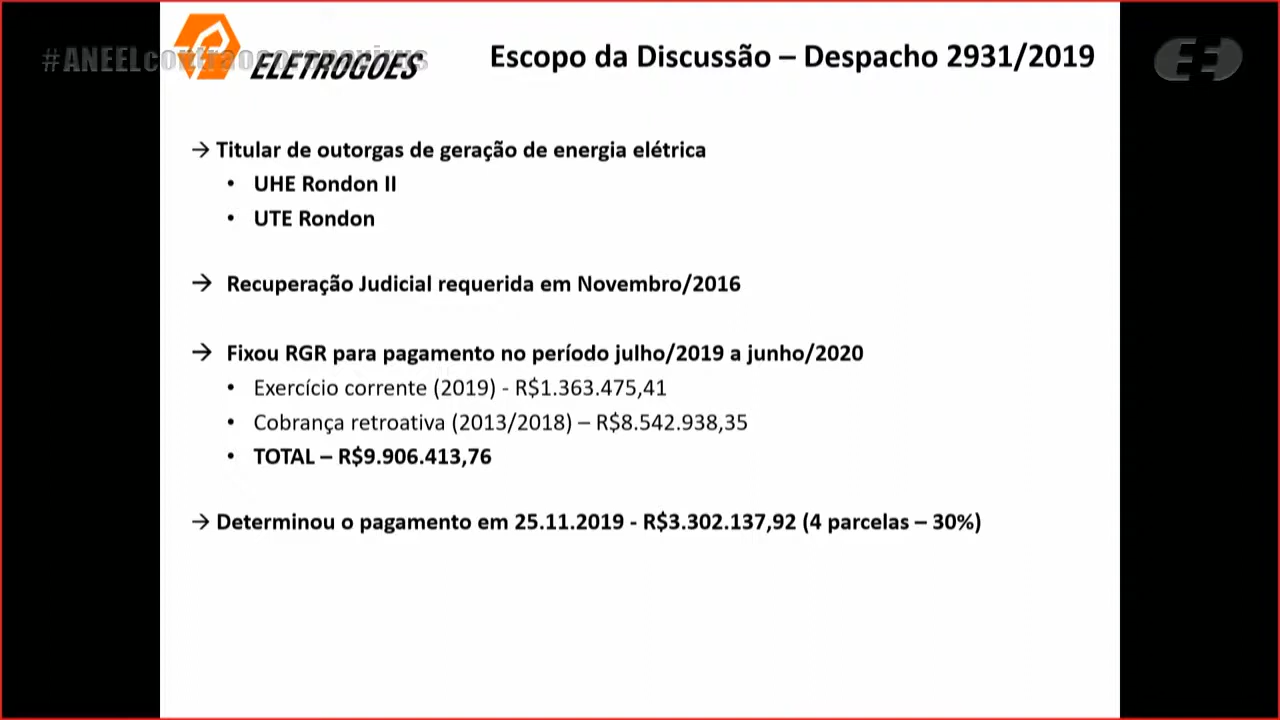 #ANEELcontraocoronavirus
ELETROGOES
Escopo da Discussão – Despacho 2931/2019
→ Titular de outorgas de geração de energia elétrica
• UHE Rondon II
• UTE Rondon
→ Recuperação Judicial requerida em Novembro/2016
→ Fixou RGR para pagamento no período julho/2019 a junho/2020
• Exercício corrente (2019) - R$1.363.475,41
• Cobrança retroativa (2013/2018) – R$8.542.938,35
• TOTAL – R$9.906.413,76
→ Determinou o pagamento em 25.11.2019 - R$3.302.137,92 (4 parcelas – 30%)